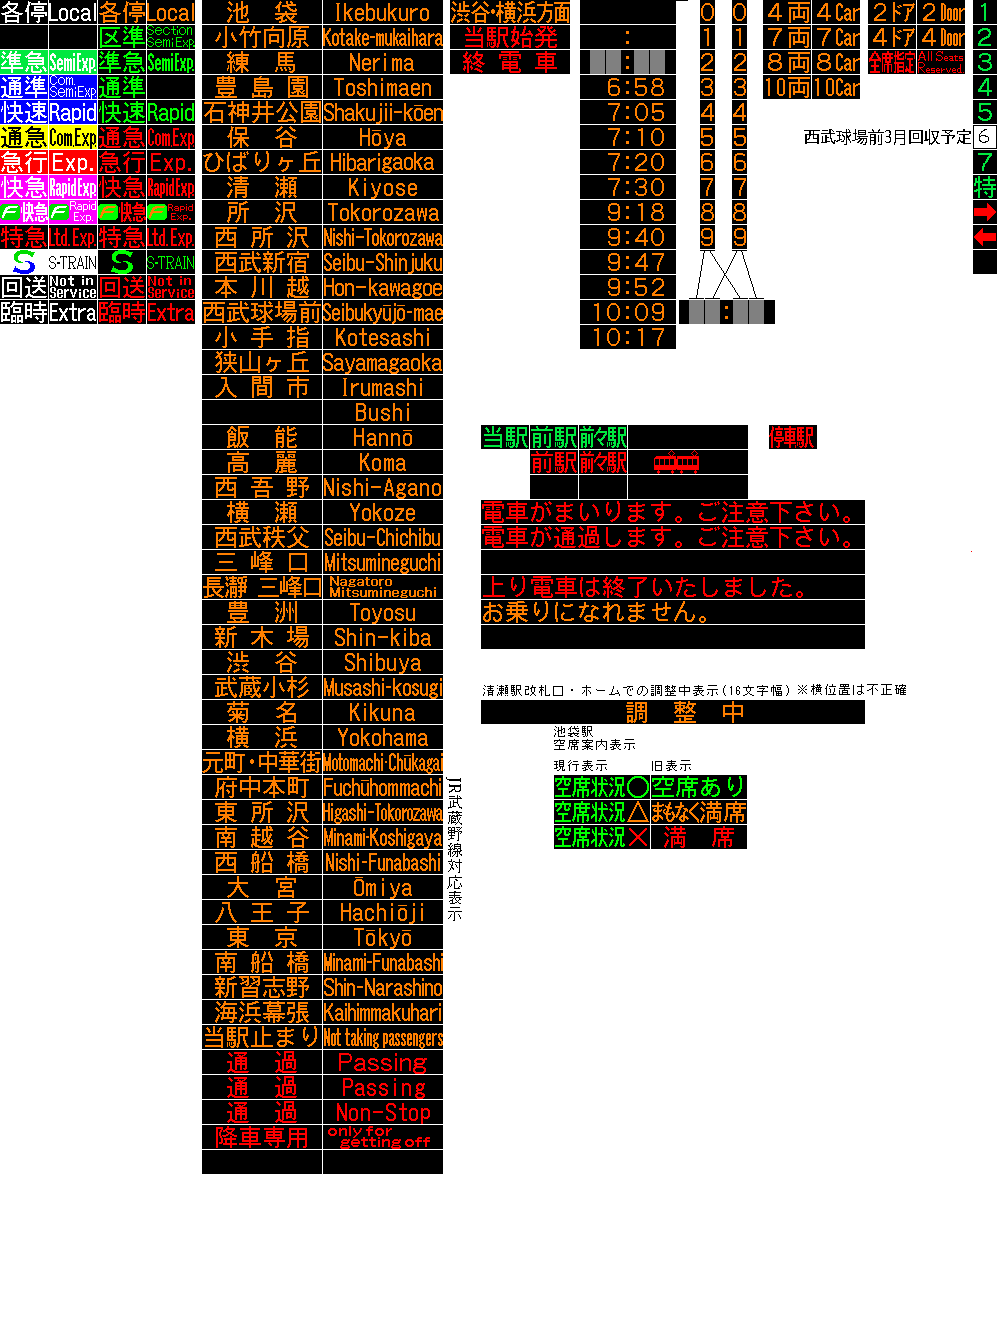 各停 Local 各停 Local
区準 Section SemiExp.
準急 SemiExp. 準急 SemiExp.
通準 Com. SemiExp. 通準
快速 Rapid 快速 Rapid
通急 Com.Exp 通急 Com.Exp
急行 Exp. 急行 Exp.
快急 RapidExp 快急 RapidExp
F快急 F Rapid Exp. F快急 F Rapid Exp.
特急 Ltd.Exp. 特急 Ltd.Exp.
S S-TRAIN S S-TRAIN
回送 Not in Service 回送 Not in Service
臨時 Extra 臨時 Extra
池袋 Ikebukuro
小竹向原 Kotake-mukaihara
練馬 Nerima
豊島園 Toshimaen
石神井公園 Shakujii-kōen
保谷 Hōya
ひばりヶ丘 Hibarigaoka
清瀬 Kiyose
所沢 Tokorozawa
西所沢 Nishi-Tokorozawa
西武新宿 Seibu-Shinjuku
本川越 Hon-kawagoe
西武球場前 Seibukyūjō-mae
小手指 Kotesashi
狭山ヶ丘 Sayamagaoka
入間市 Irumashi
Bushi
飯能 Hannō
高麗 Koma
西吾野 Nishi-Agano
横瀬 Yokoze
西武秩父 Seibu-Chichibu
三峰口 Mitsumineguchi
長瀞 三峰口 Nagatoro Mitsumineguchi
豊洲 Toyosu
新木場 Shin-kiba
渋谷 Shibuya
武蔵小杉 Musashi-kosugi
菊名 Kikuna
横浜 Yokohama
元町・中華街 Motomachi-Chūkagai
府中本町 Fuchūhommachi
東所沢 Higashi-Tokorozawa
南越谷 Minami-Koshigaya
西船橋 Nishi-Funabashi
大宮 Ōmiya
八王子 Hachiōji
東京 Tōkyō
南船橋 Minami-Funabashi
新習志野 Shin-Narashino
海浜幕張 Kaihimmakuhari
当駅止まり Not taking passengers
通過 Passing
通過 Passing
通過 Non-Stop
降車専用 only for getting off
JR武蔵野線対応表示
渋谷・横浜方面
当駅始発
終電車
:
:
6:58
7:05
7:10
7:20
7:30
9:18
9:40
9:47
9:52
10:09
10:17
0 0
1 1
2 2
3 3
4 4
5 5
6 6
7 7
8 8
9 9
:
4両 4Car 2ドア 2Door
7両 7Car 4ドア 4Door
8両 8Car 全席指定 All Seats Reserved
10両 10Car
1
2
3
4
5
西武球場前3月回収予定 6
7
特
→
←
当駅 前駅 前々駅 停車駅
前駅 前々駅
電車がまいります。ご注意下さい。
電車が通過します。ご注意下さい。
上り電車は終了いたしました。
お乗りになれません。
清瀬駅改札口・ホームでの調整中表示(16文字幅) ※横位置は不正確
調整中
池袋駅
空席案内表示
現行表示 旧表示
空席状況○ 空席あり
空席状況△ まもなく満席
空席状況× 満席